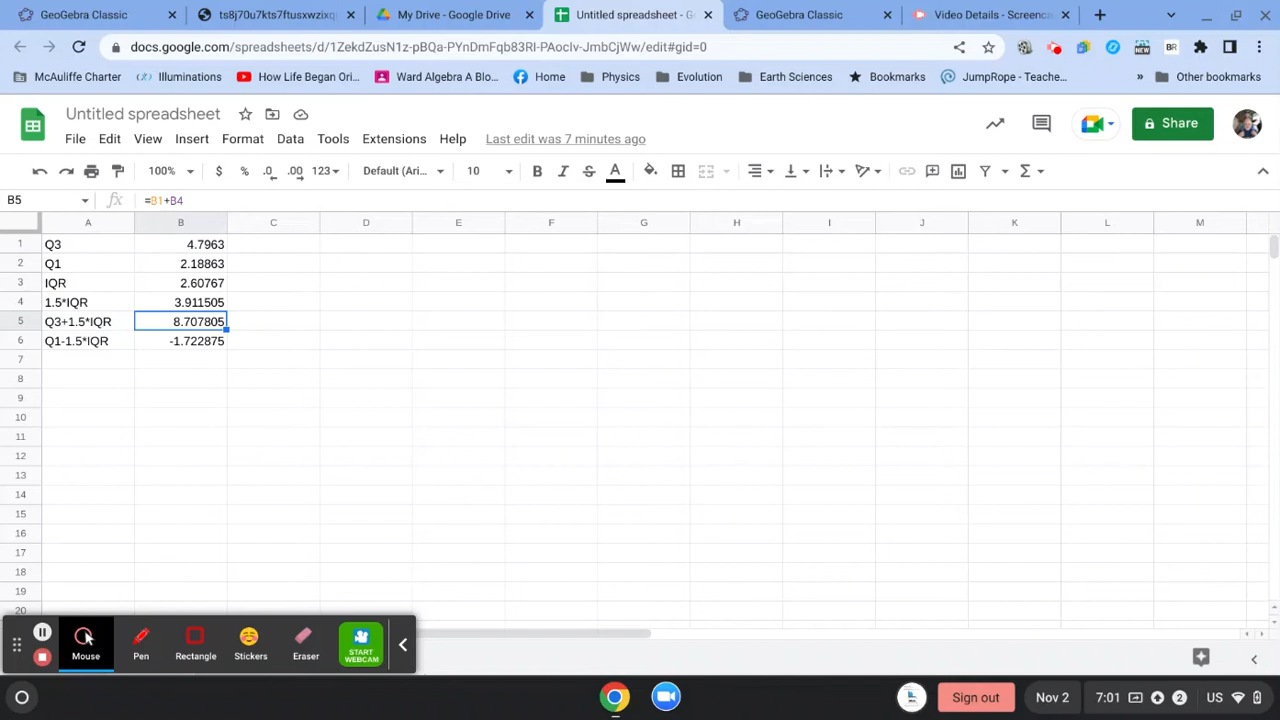 GeoGebra Classic
ts8j70u7kts7ftusxwzixq
My Drive - Google Drive
Untitled spreadsheet - G
GeoGebra Classic
Video Details - Screenca
docs.google.com/spreadsheets/d/1ZekdZusN1z-pBQa-PYnDmFqb83RI-PAocIv-JmbCjWw/edit#gid=0
McAuliffe Charter
Illuminations
How Life Began Ori...
Ward Algebra A Blo...
Home
Physics
Evolution
Earth Sciences
Bookmarks
JumpRope - Teache...
»
Other bookmarks
Untitled spreadsheet
File Edit View Insert Format Data Tools Extensions Help Last edit was 7 minutes ago
Share
100% $ % .0 .00 123 Default (Ari... 10 B I S A
B5 fx =B1+B4
A B C D E F G H I J K L M
1 Q3 4.7963
2 Q1 2.18863
3 IQR 2.60767
4 1.5*IQR 3.911505
5 Q3+1.5*IQR 8.707805
6 Q1-1.5*IQR -1.722875
7
8
9
10
11
12
13
14
15
16
17
18
19
20
Mouse Pen Rectangle Stickers Eraser START WEBCAM
Sign out Nov 2 7:01 2 US